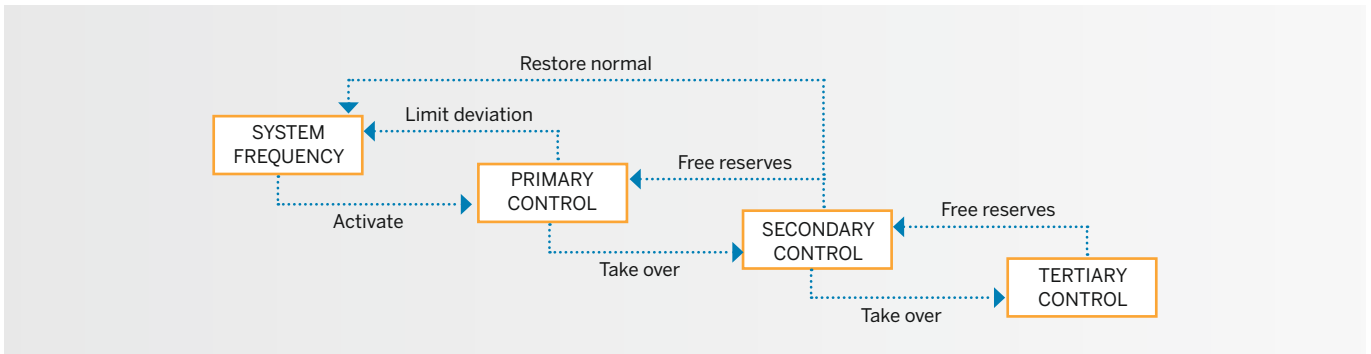 Restore normal
Limit deviation
SYSTEM
FREQUENCY
Free reserves
PRIMARY
CONTROL
Activate
Free reserves
SECONDARY
CONTROL
Take over
TERTIARY
CONTROL
Take over